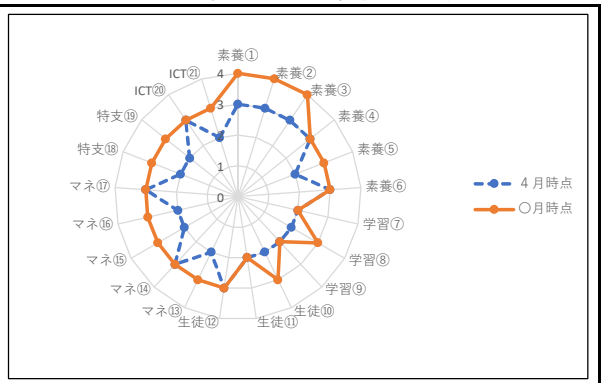 素養①
素養②
素養③
素養④
素養⑤
素養⑥
学習⑦
学習⑧
学習⑨
生徒⑩
生徒⑪
生徒⑫
マネ⑬
マネ⑭
マネ⑮
マネ⑯
マネ⑰
特支⑱
特支⑲
ICT⑳
ICT㉑
4
3
1
0
4月時点
〇月時点